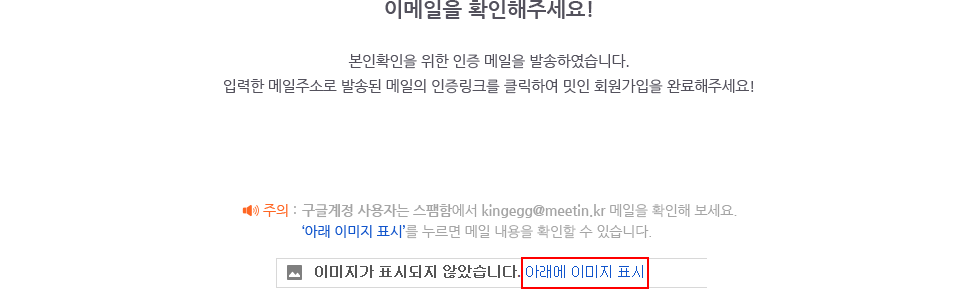 이메일을 확인해주세요!
본인확인을 위한 인증 메일을 발송하였습니다.
입력한 메일주소로 발송된 메일의 인증링크를 클릭하여 밋인 회원가입을 완료해주세요!
주의 : 구글계정 사용자는 스팸함에서 kingegg@meetin.kr 메일을 확인해 보세요.
‘아래 이미지 표시’를 누르면 메일 내용을 확인할 수 있습니다.
이미지가 표시되지 않았습니다. 아래에 이미지 표시